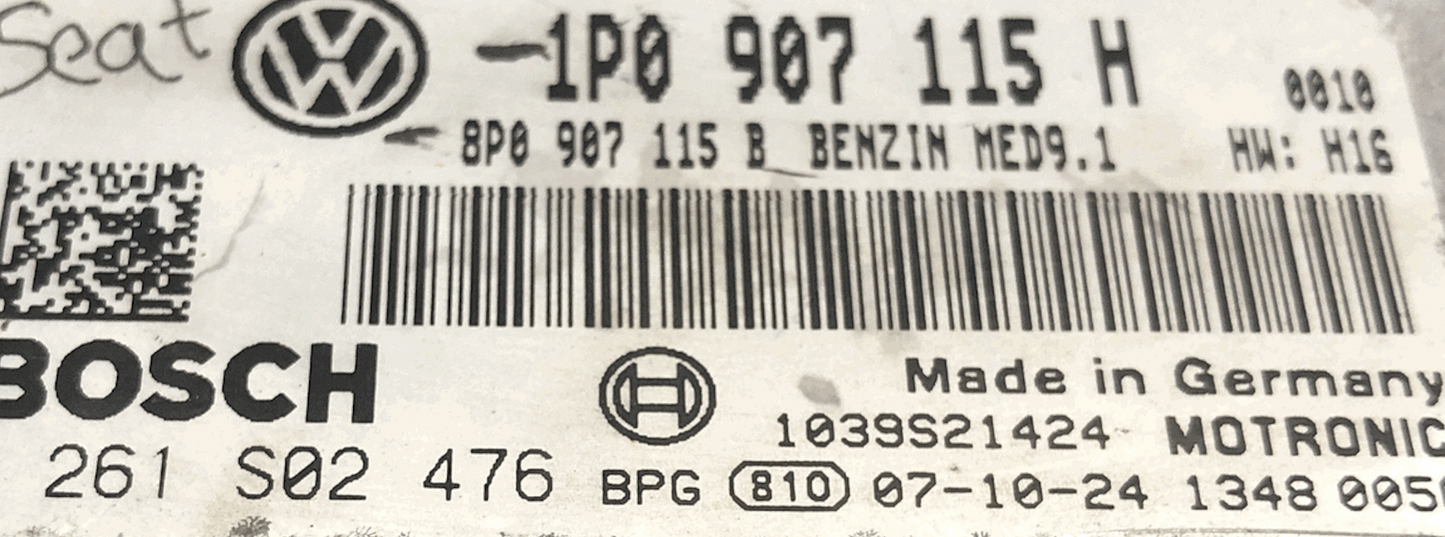 Seat
1P0 907 115 H
0010
8P0 907 115 B BENZIN MED9.1 HW: H16
BOSCH
Made in Germany
1039S21424 MOTRONIC
261 S02 476 BPG 810 07-10-24 1348 005